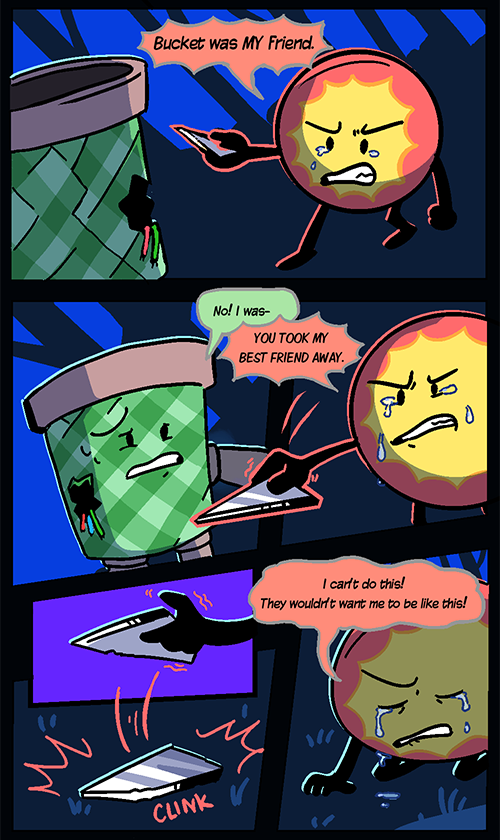 Bucket was MY Friend.
No! I was-
YOU TOOK MY
BEST FRIEND AWAY.
I can't do this!
They wouldn't want me to be like this!
CLINK